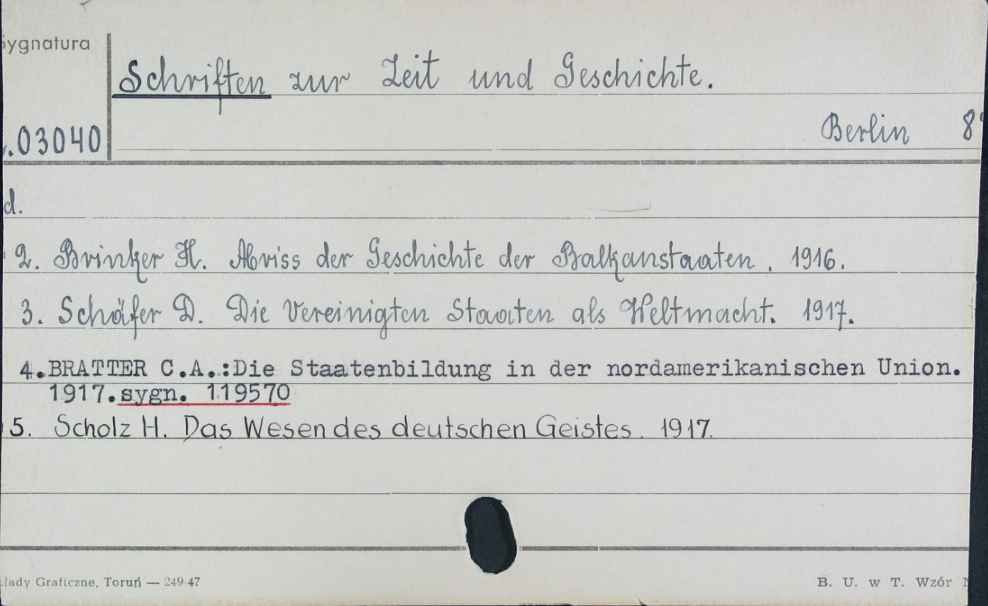 Sygnatura
Schriften zur Zeit und Geschichte.
.03040
Berlin 8°
d.
2. Brinker H. Abriss der Geschichte der Balkanstaaten. 1916.
3. Schäfer D. Die Vereinigten Staaten als Weltmacht. 1917.
4. BRATTER C.A.:Die Staatenbildung in der nordamerikanischen Union.
1917. sygn. 119570
5. Scholz H. Das Wesen des deutschen Geistes. 1917.
łady Graficzne, Toruń — 249 47
B. U. w T. Wzór